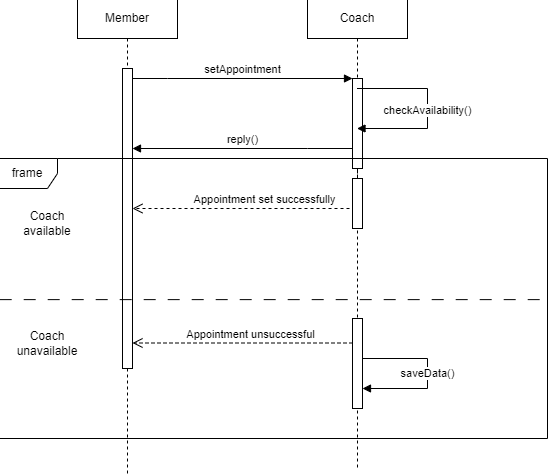 Member
Coach
setAppointment
checkAvailability()
reply()
frame
Appointment set successfully
Coach
available
Appointment unsuccessful
Coach
unavailable
saveData()